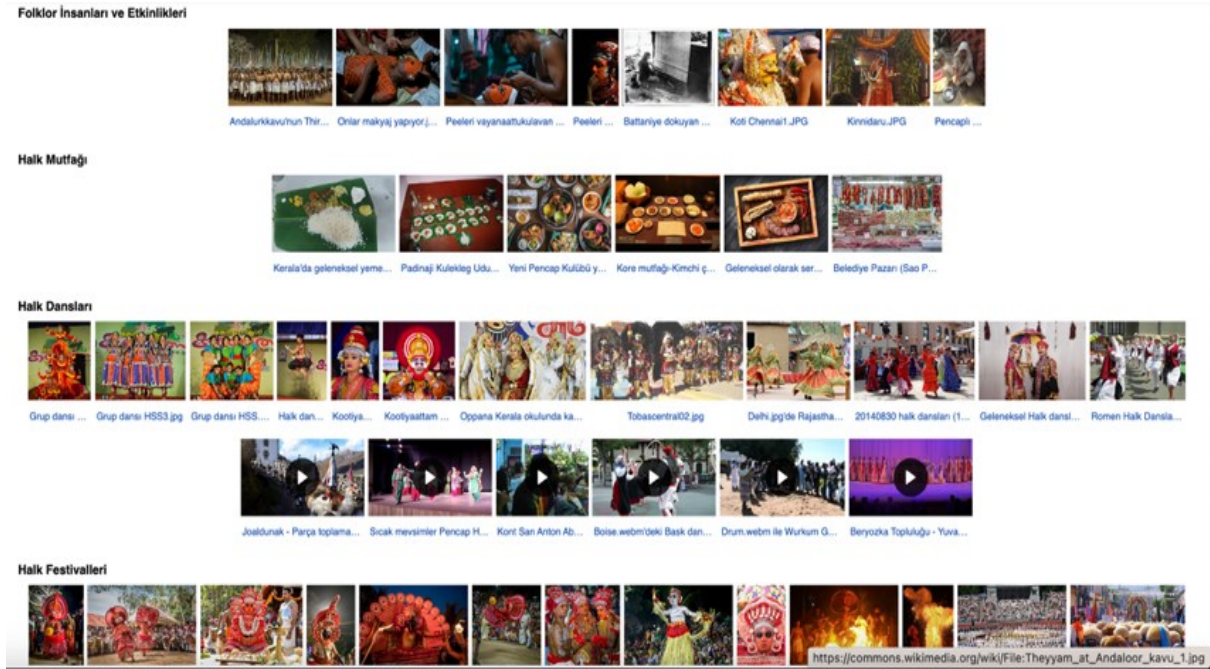 Folklor İnsanları ve Etkinlikleri
Andalurkkavu'nun Thir... Onlar makyaj yapıyor.j... Peeleri vayanaattukulavan ... Peeleri ... Battaniye dokuyan ... Koti Chennai1.JPG Kinnidaru.JPG Pencaplı ...
Halk Mutfağı
Kerala'da geleneksel yeme... Padinaji Kulekleg Udu... Yeni Pencap Kulübü y... Kore mutfağı-Kimchi ç... Geleneksel olarak ser... Belediye Pazarı (Sao P...
Halk Dansları
Grup dansı ... Grup dansı HSS3.jpg Grup dansı HSS.... Halk dan... Kootiya... Kootiyaattam ... Oppana Kerala okulunda ka... Tobascentral02.jpg Delhi.jpg'de Rajastha... 20140830 halk dansları (1... Geleneksel Halk dansl... Romen Halk Dansla...
Joaldunak - Parça toplama... Sıcak mevsimler Pencap H... Kont San Anton Ab... Boise.webm'deki Bask dan... Drum.webm ile Wurkum G... Beryozka Topluluğu - Yuva...
Halk Festivalleri
https://commons.wikimedia.org/wiki/File:Theyyam_at_Andaloor_kavu_1.jpg